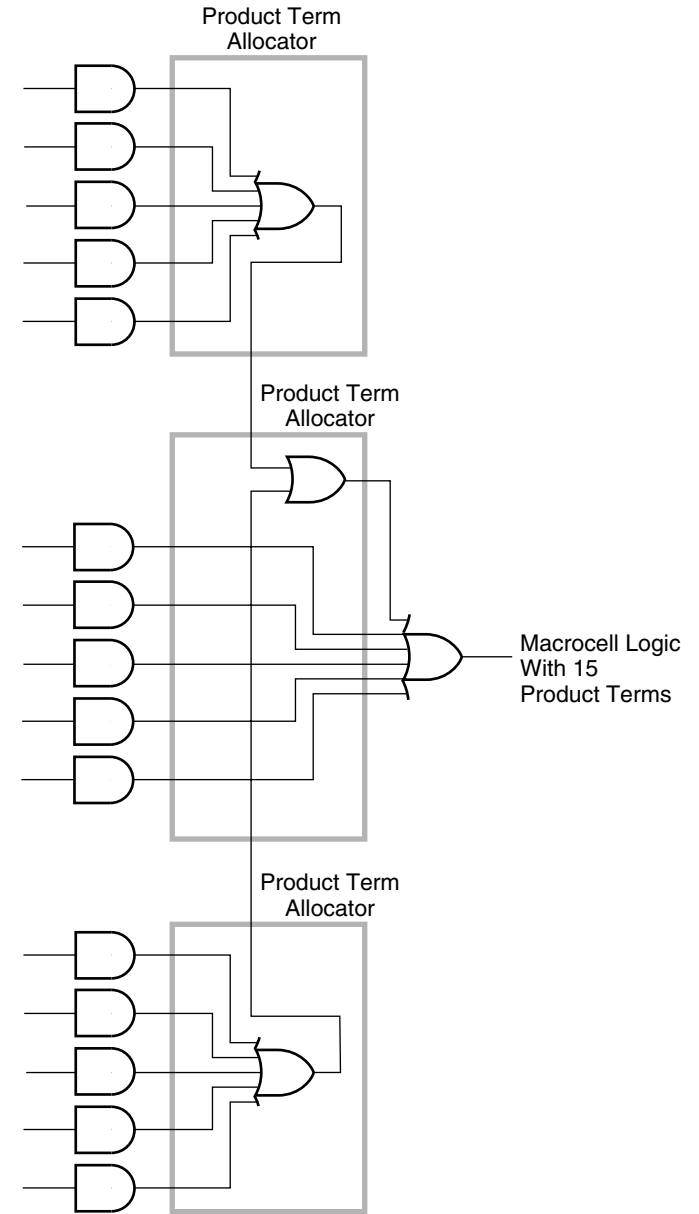 Product Term
Allocator
Product Term
Allocator
Macrocell Logic
With 15
Product Terms
Product Term
Allocator